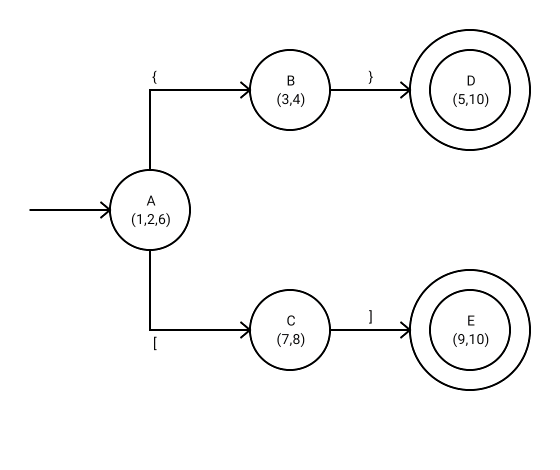 {
B
(3,4)
}
D
(5,10)
A
(1,2,6)
[
C
(7,8)
]
E
(9,10)